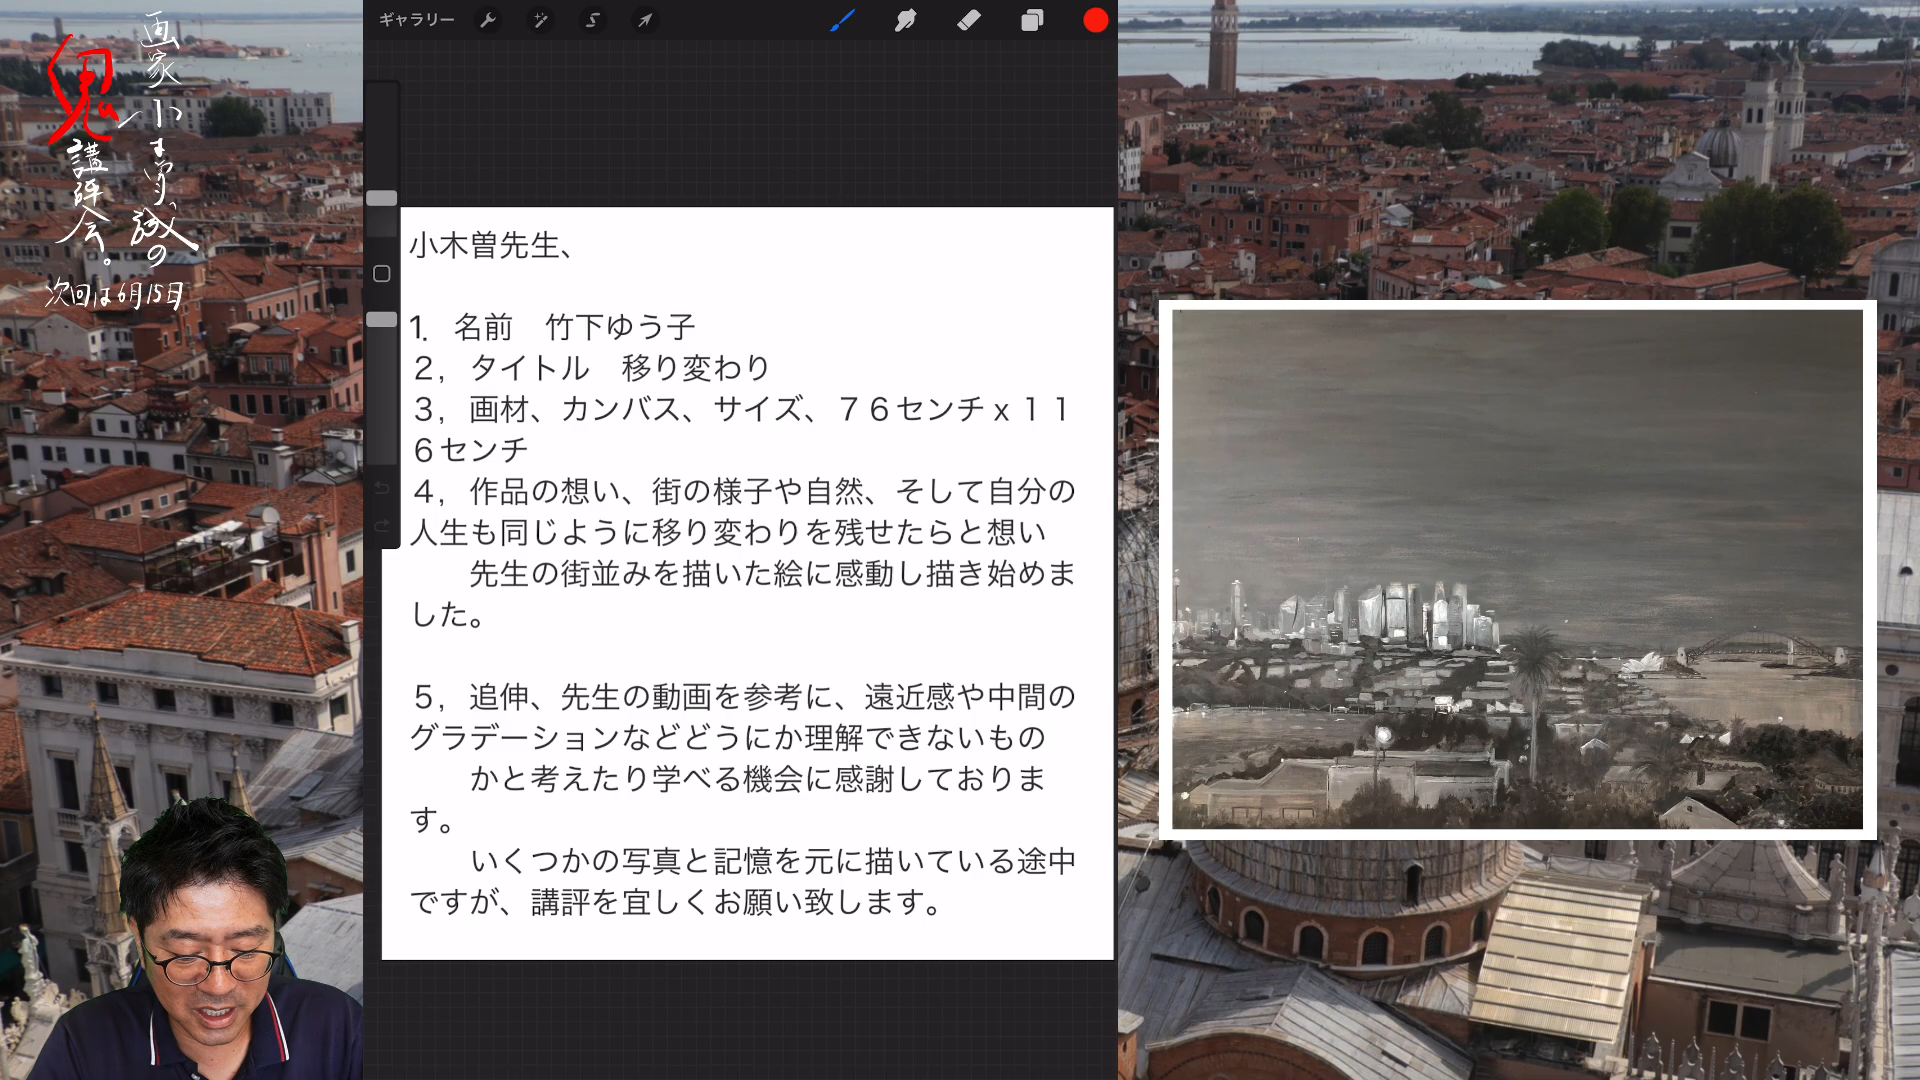 画家小木曽誠の
鬼講評会。
次回は6月15日
ギャラリー
小木曽先生、
1．名前　竹下ゆう子
２，タイトル　移り変わり
３，画材、カンバス、サイズ、７６センチｘ１１
６センチ
４，作品の想い、街の様子や自然、そして自分の
人生も同じように移り変わりを残せたらと想い
先生の街並みを描いた絵に感動し描き始めま
した。
５，追伸、先生の動画を参考に、遠近感や中間の
グラデーションなどどうにか理解できないもの
かと考えたり学べる機会に感謝しておりま
す。
いくつかの写真と記憶を元に描いている途中
ですが、講評を宜しくお願い致します。